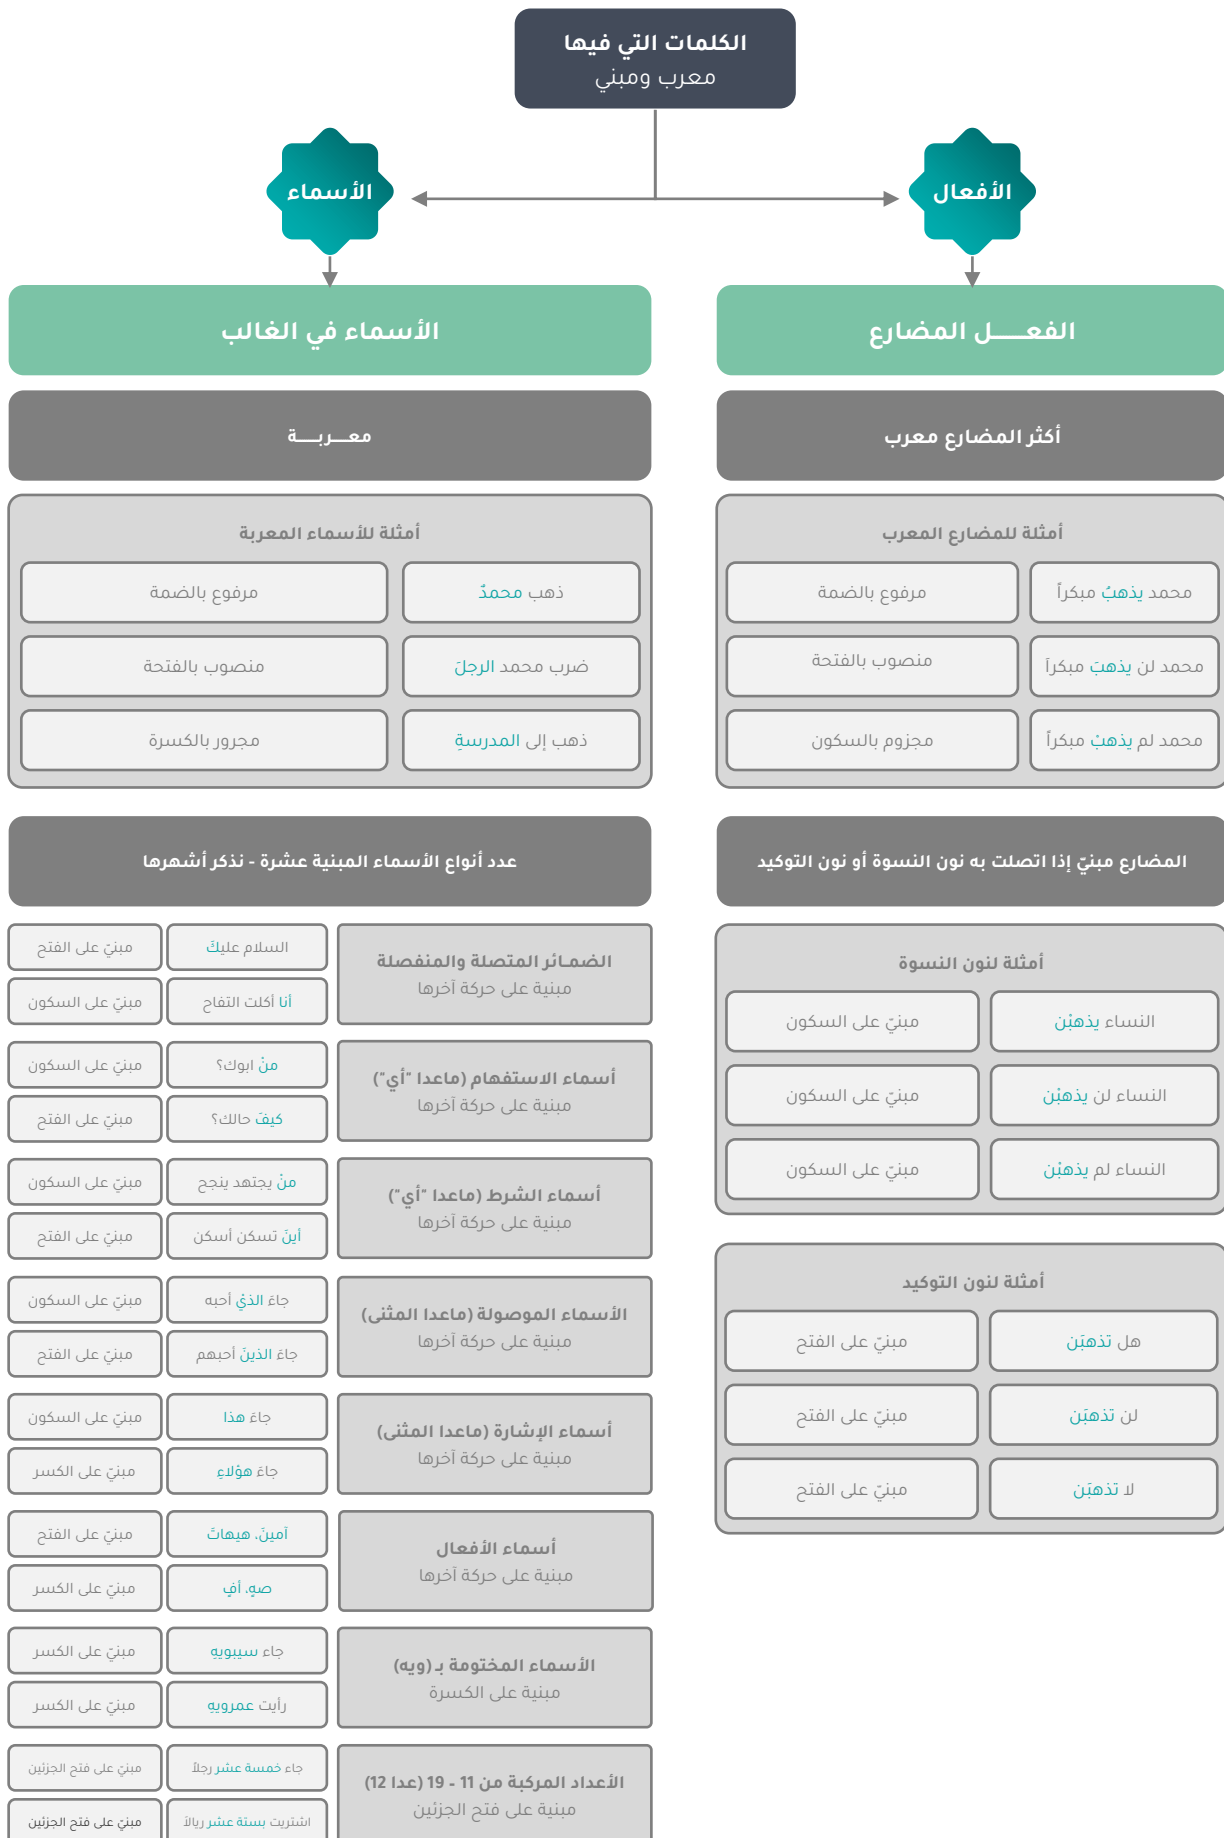 الكلمات التي فيها
معرب ومبني
الأفعال
الفعـــــل المضارع
أكثر المضارع معرب
أمثلة للمضارع المعرب
محمد يذهبُ مبكراً
مرفوع بالضمة
محمد لن يذهبَ مبكراً
منصوب بالفتحة
محمد لم يذهبْ مبكراً
مجزوم بالسكون
المضارع مبنيّ إذا اتصلت به نون النسوة أو نون التوكيد
أمثلة لنون النسوة
النساء يذهبْن
مبنيّ على السكون
النساء لن يذهبْن
مبنيّ على السكون
النساء لم يذهبْن
مبنيّ على السكون
أمثلة لنون التوكيد
هل تذهبَن
مبنيّ على الفتح
لن تذهبَن
مبنيّ على الفتح
لا تذهبَن
مبنيّ على الفتح
الأسماء
الأسماء في الغالب
معـــربـــــة
أمثلة للأسماء المعربة
ذهب محمدٌ
مرفوع بالضمة
ضرب محمد الرجلَ
منصوب بالفتحة
ذهب إلى المدرسةِ
مجرور بالكسرة
عدد أنواع الأسماء المبنية عشرة - نذكر أشهرها
الضمـائر المتصلة والمنفصلة
مبنية على حركة آخرها
السلام عليكَ
مبنيّ على الفتح
أنا أكلت التفاح
مبنيّ على السكون
أسماء الاستفهام (ماعدا "أي")
مبنية على حركة آخرها
منْ ابوك؟
مبنيّ على السكون
كيفَ حالك؟
مبنيّ على الفتح
أسماء الشرط (ماعدا "أي")
مبنية على حركة آخرها
منْ يجتهد ينجح
مبنيّ على السكون
أينَ تسكن أسكن
مبنيّ على الفتح
الأسماء الموصولة (ماعدا المثنى)
مبنية على حركة آخرها
جاءَ الذيْ أحبه
مبنيّ على السكون
جاءَ الذينَ أحبهم
مبنيّ على الفتح
أسماء الإشارة (ماعدا المثنى)
مبنية على حركة آخرها
جاءَ هذا
مبنيّ على السكون
جاءَ هؤلاءِ
مبنيّ على الكسر
أسماء الأفعال
مبنية على حركة آخرها
آمينَ، هيهاتَ
مبنيّ على الفتح
صهٍ، أفٍ
مبنيّ على الكسر
الأسماء المختومة بـ (ويه)
مبنية على الكسرة
جاء سيبويهِ
مبنيّ على الكسر
رأيت عمرويهِ
مبنيّ على الكسر
الأعداد المركبة من 11 - 19 (عدا 12)
مبنية على فتح الجزئين
جاء خمسة عشر رجلاً
مبنيّ على فتح الجزئين
اشتريت بستة عشر ريالاً
مبنيّ على فتح الجزئين